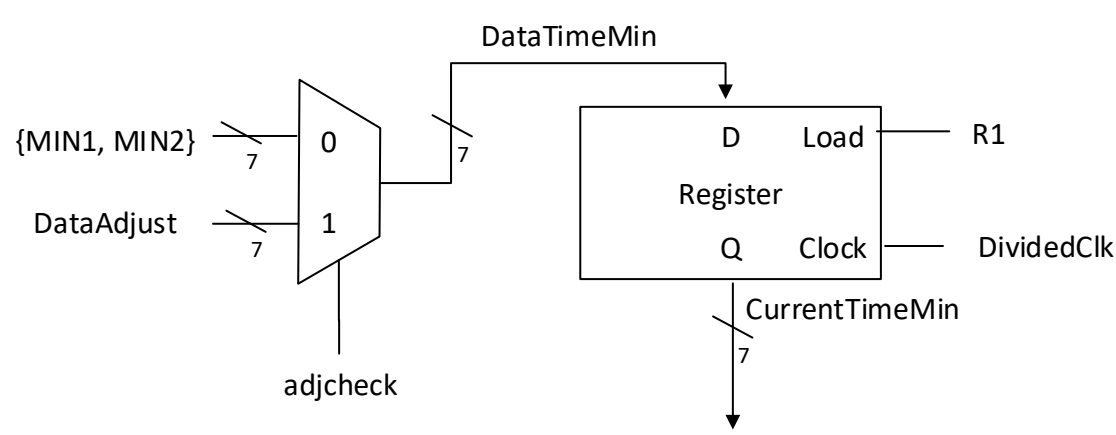 DataTimeMin
{MIN1, MIN2}
7
0
7
D
Load
R1
Register
DataAdjust
7
1
Q
Clock
DividedClk
CurrentTimeMin
7
adjcheck